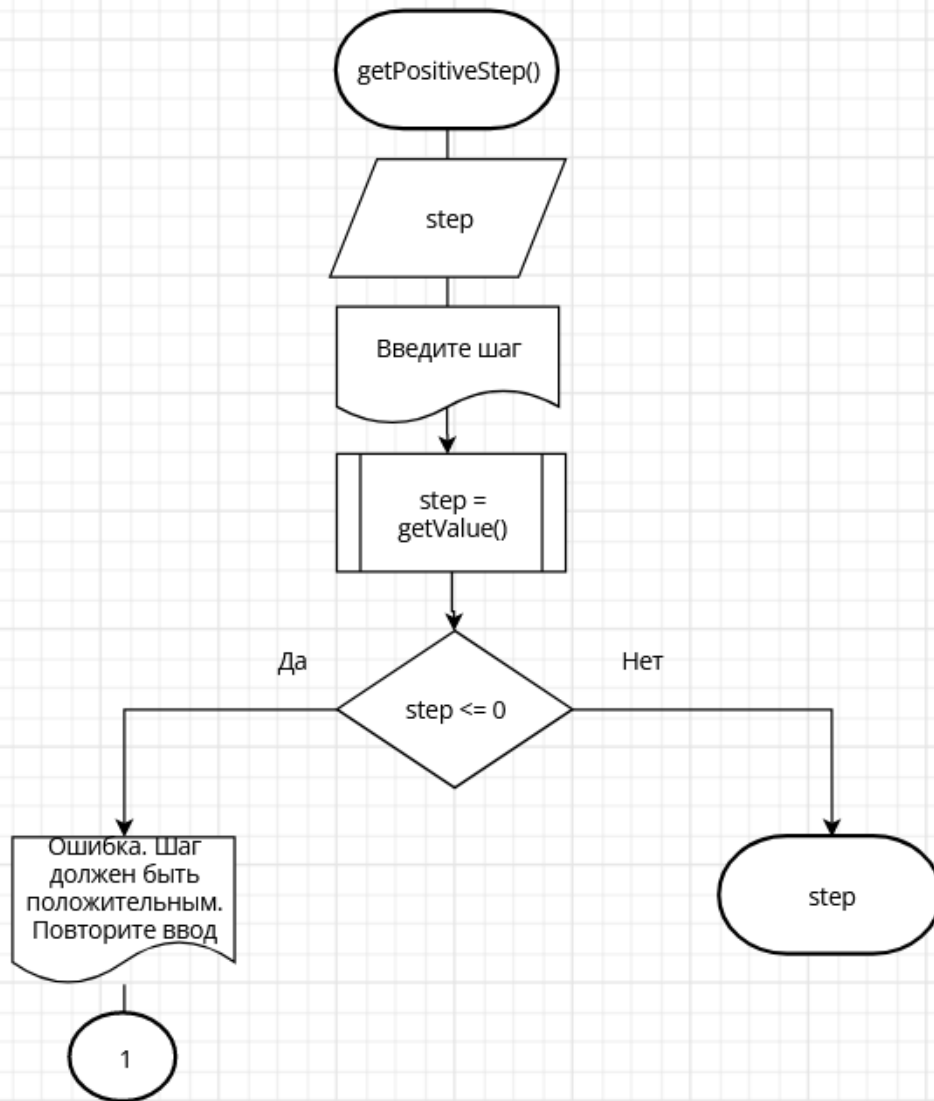 getPositiveStep()
step
Введите шаг
step =
getValue()
Да
Нет
step <= 0
Ошибка. Шаг
должен быть
положительным.
Повторите ввод
step
1